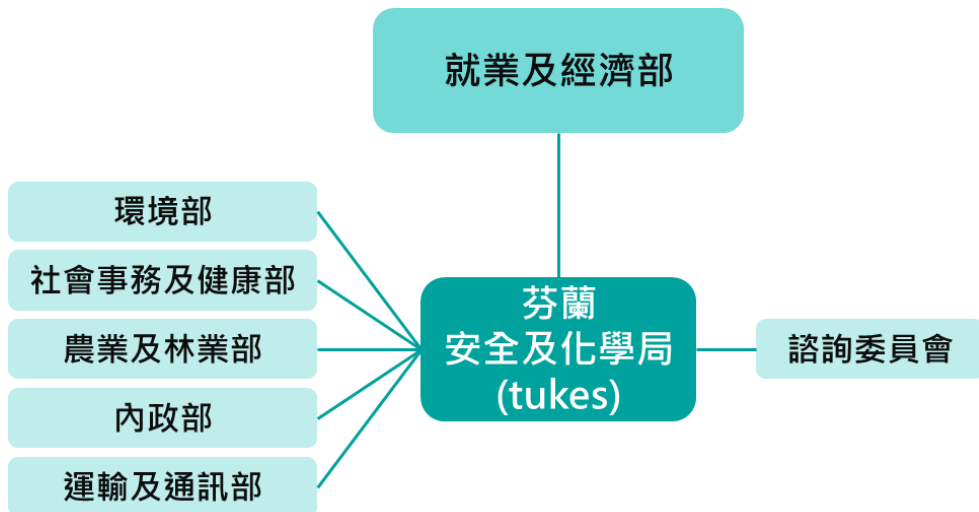 就業及經濟部
環境部
社會事務及健康部
農業及林業部
內政部
運輸及通訊部
芬蘭
安全及化學局
(tukes)
諮詢委員會